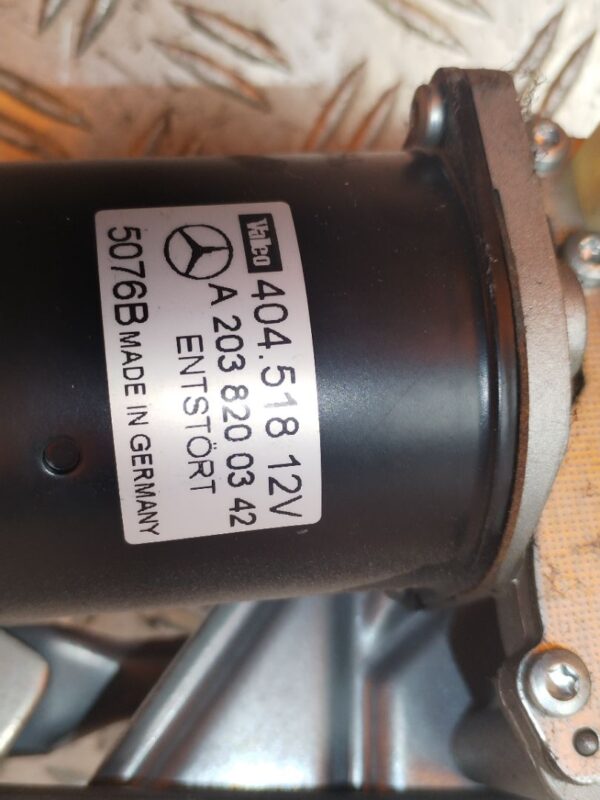 Valeo 404.518 12V
A 203 820 03 42
ENTSTÖRT
5076B MADE IN GERMANY